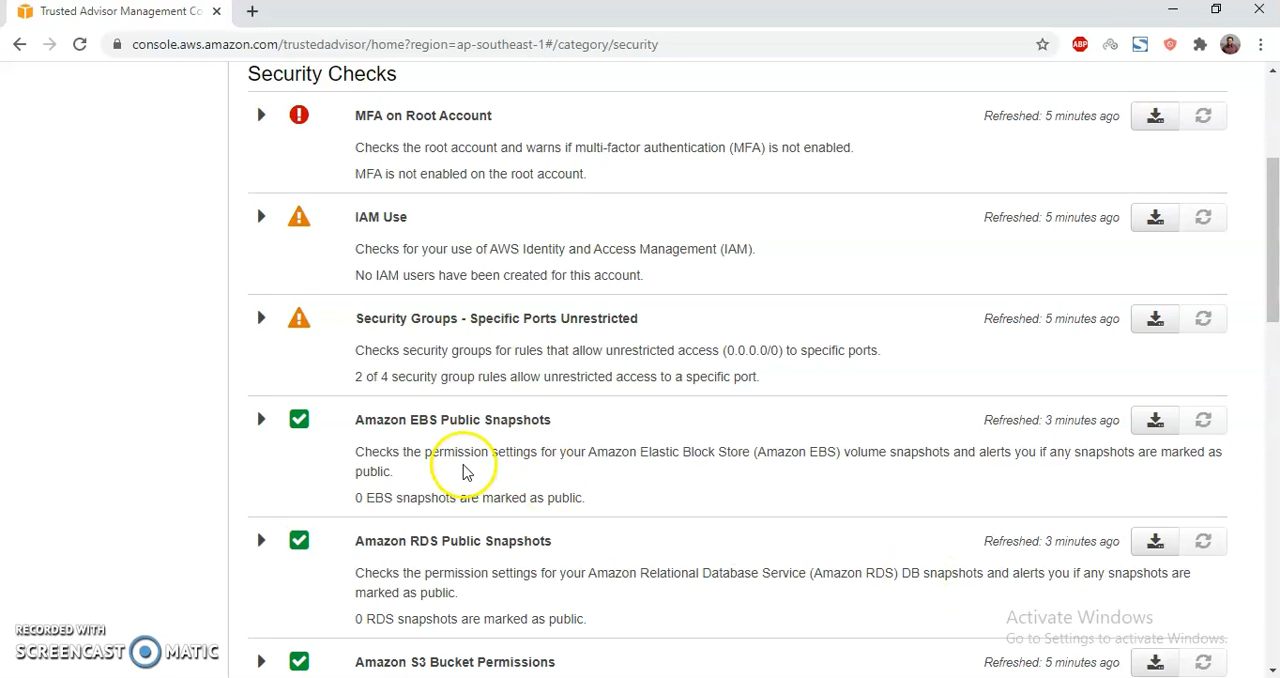 Trusted Advisor Management Co
console.aws.amazon.com/trustedadvisor/home?region=ap-southeast-1#/category/security
ABP
Security Checks
MFA on Root Account
Refreshed: 5 minutes ago
Checks the root account and warns if multi-factor authentication (MFA) is not enabled.
MFA is not enabled on the root account.
IAM Use
Refreshed: 5 minutes ago
Checks for your use of AWS Identity and Access Management (IAM).
No IAM users have been created for this account.
Security Groups - Specific Ports Unrestricted
Refreshed: 5 minutes ago
Checks security groups for rules that allow unrestricted access (0.0.0.0/0) to specific ports.
2 of 4 security group rules allow unrestricted access to a specific port.
Amazon EBS Public Snapshots
Refreshed: 3 minutes ago
Checks the permission settings for your Amazon Elastic Block Store (Amazon EBS) volume snapshots and alerts you if any snapshots are marked as
public.
0 EBS snapshots are marked as public.
Amazon RDS Public Snapshots
Refreshed: 3 minutes ago
Checks the permission settings for your Amazon Relational Database Service (Amazon RDS) DB snapshots and alerts you if any snapshots are
marked as public.
0 RDS snapshots are marked as public.
Activate Windows
Go to Settings to activate Windows.
RECORDED WITH
SCREENCAST MATIC
Amazon S3 Bucket Permissions
Refreshed: 5 minutes ago